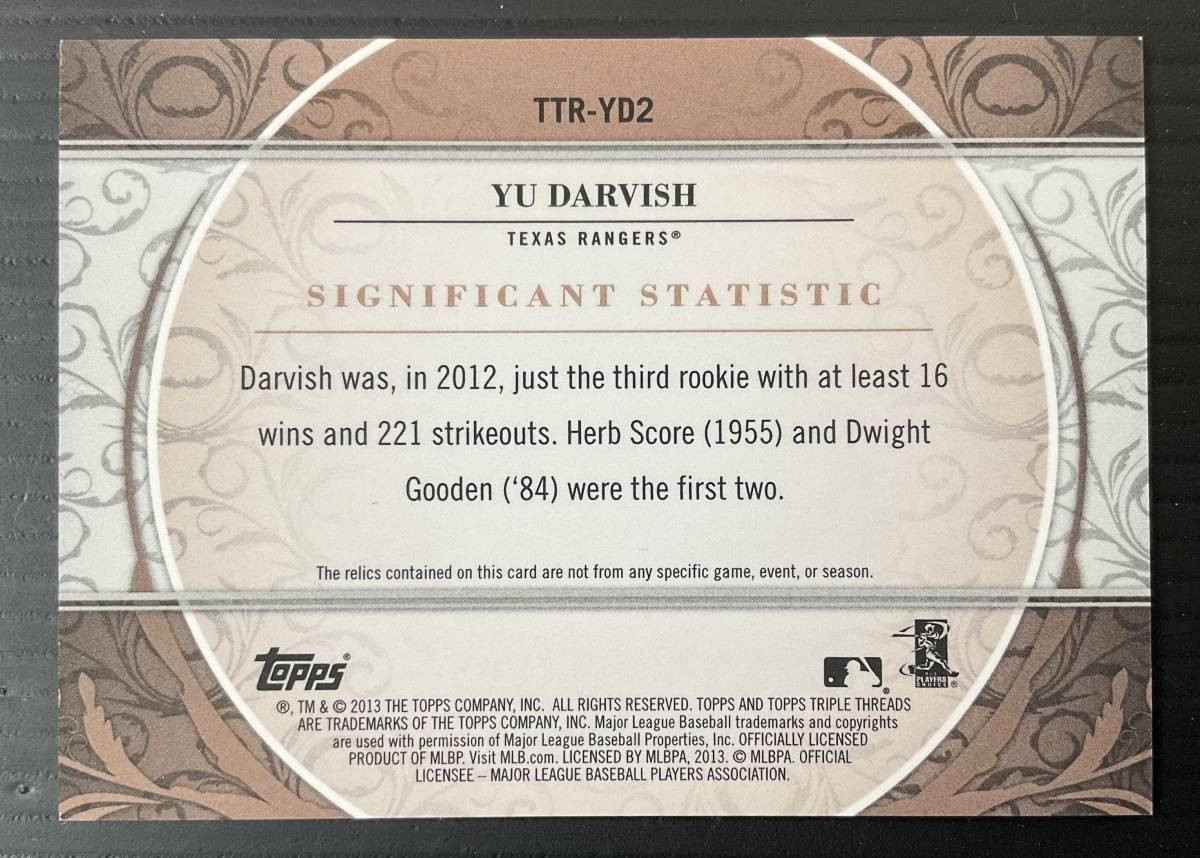 TTR-YD2
YU DARVISH
TEXAS RANGERS®
SIGNIFICANT STATISTIC
Darvish was, in 2012, just the third rookie with at least 16
wins and 221 strikeouts. Herb Score (1955) and Dwight
Gooden (‘84) were the first two.
The relics contained on this card are not from any specific game, event, or season.
topps®
®
PLAYERS
CHOICE®
®, TM & © 2013 THE TOPPS COMPANY, INC. ALL RIGHTS RESERVED. TOPPS AND TOPPS TRIPLE THREADS
ARE TRADEMARKS OF THE TOPPS COMPANY, INC. Major League Baseball trademarks and copyrights
are used with permission of Major League Baseball Properties, Inc. OFFICIALLY LICENSED
PRODUCT OF MLBP. Visit MLB.com. LICENSED BY MLBPA, 2013. © MLBPA. OFFICIAL
LICENSEE – MAJOR LEAGUE BASEBALL PLAYERS ASSOCIATION.